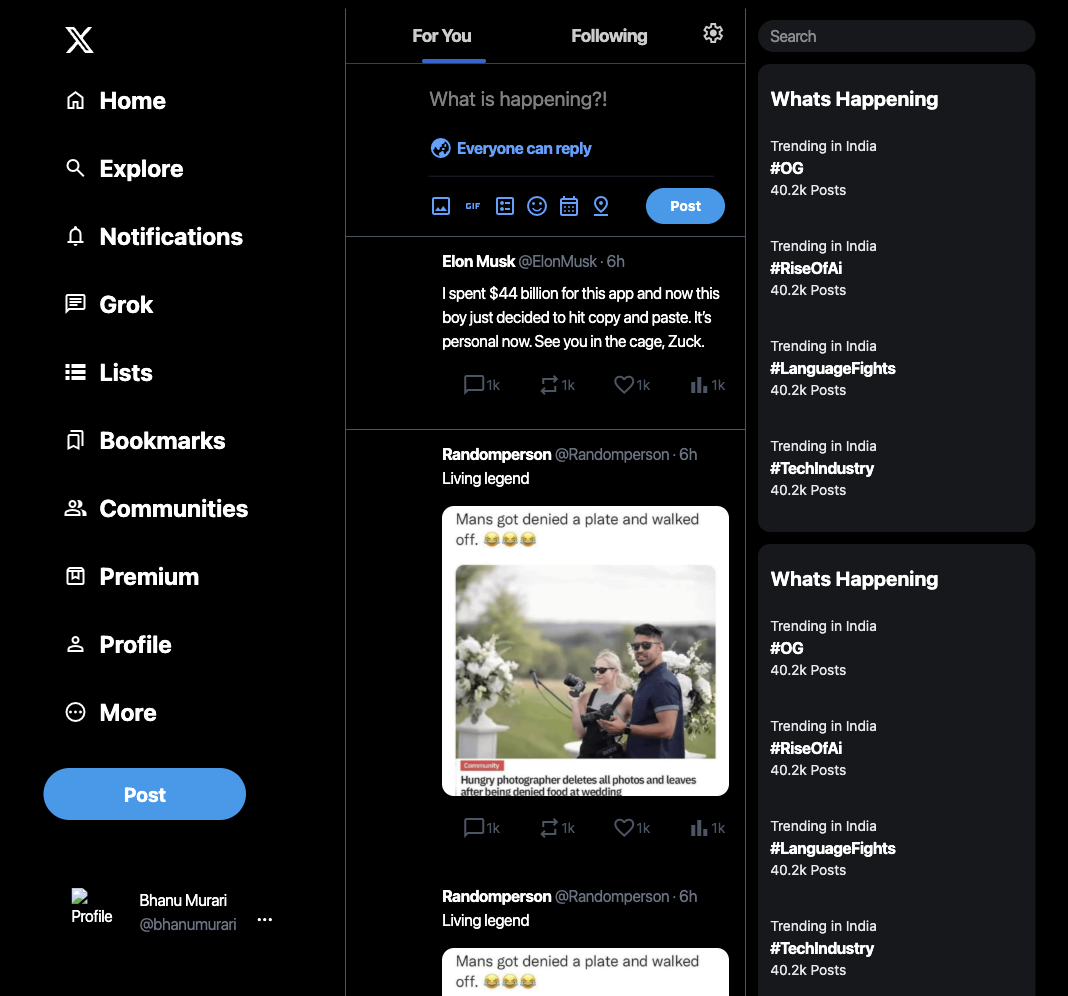 Home
Explore
Notifications
Grok
Lists
Bookmarks
Communities
Premium
Profile
More
Post
Profile
Bhanu Murari
@bhanumurari
For You
Following
What is happening?!
Everyone can reply
GIF
Post
Elon Musk @ElonMusk · 6h
I spent $44 billion for this app and now this
boy just decided to hit copy and paste. It's
personal now. See you in the cage, Zuck.
1k 1k 1k 1k
Randomperson @Randomperson · 6h
Living legend
Mans got denied a plate and walked
off. 😂😂😂
Community
Hungry photographer deletes all photos and leaves
after being denied food at wedding
1k 1k 1k 1k
Randomperson @Randomperson · 6h
Living legend
Mans got denied a plate and walked
off. 😂😂😂
Search
Whats Happening
Trending in India
#OG
40.2k Posts
Trending in India
#RiseOfAi
40.2k Posts
Trending in India
#LanguageFights
40.2k Posts
Trending in India
#TechIndustry
40.2k Posts
Whats Happening
Trending in India
#OG
40.2k Posts
Trending in India
#RiseOfAi
40.2k Posts
Trending in India
#LanguageFights
40.2k Posts
Trending in India
#TechIndustry
40.2k Posts